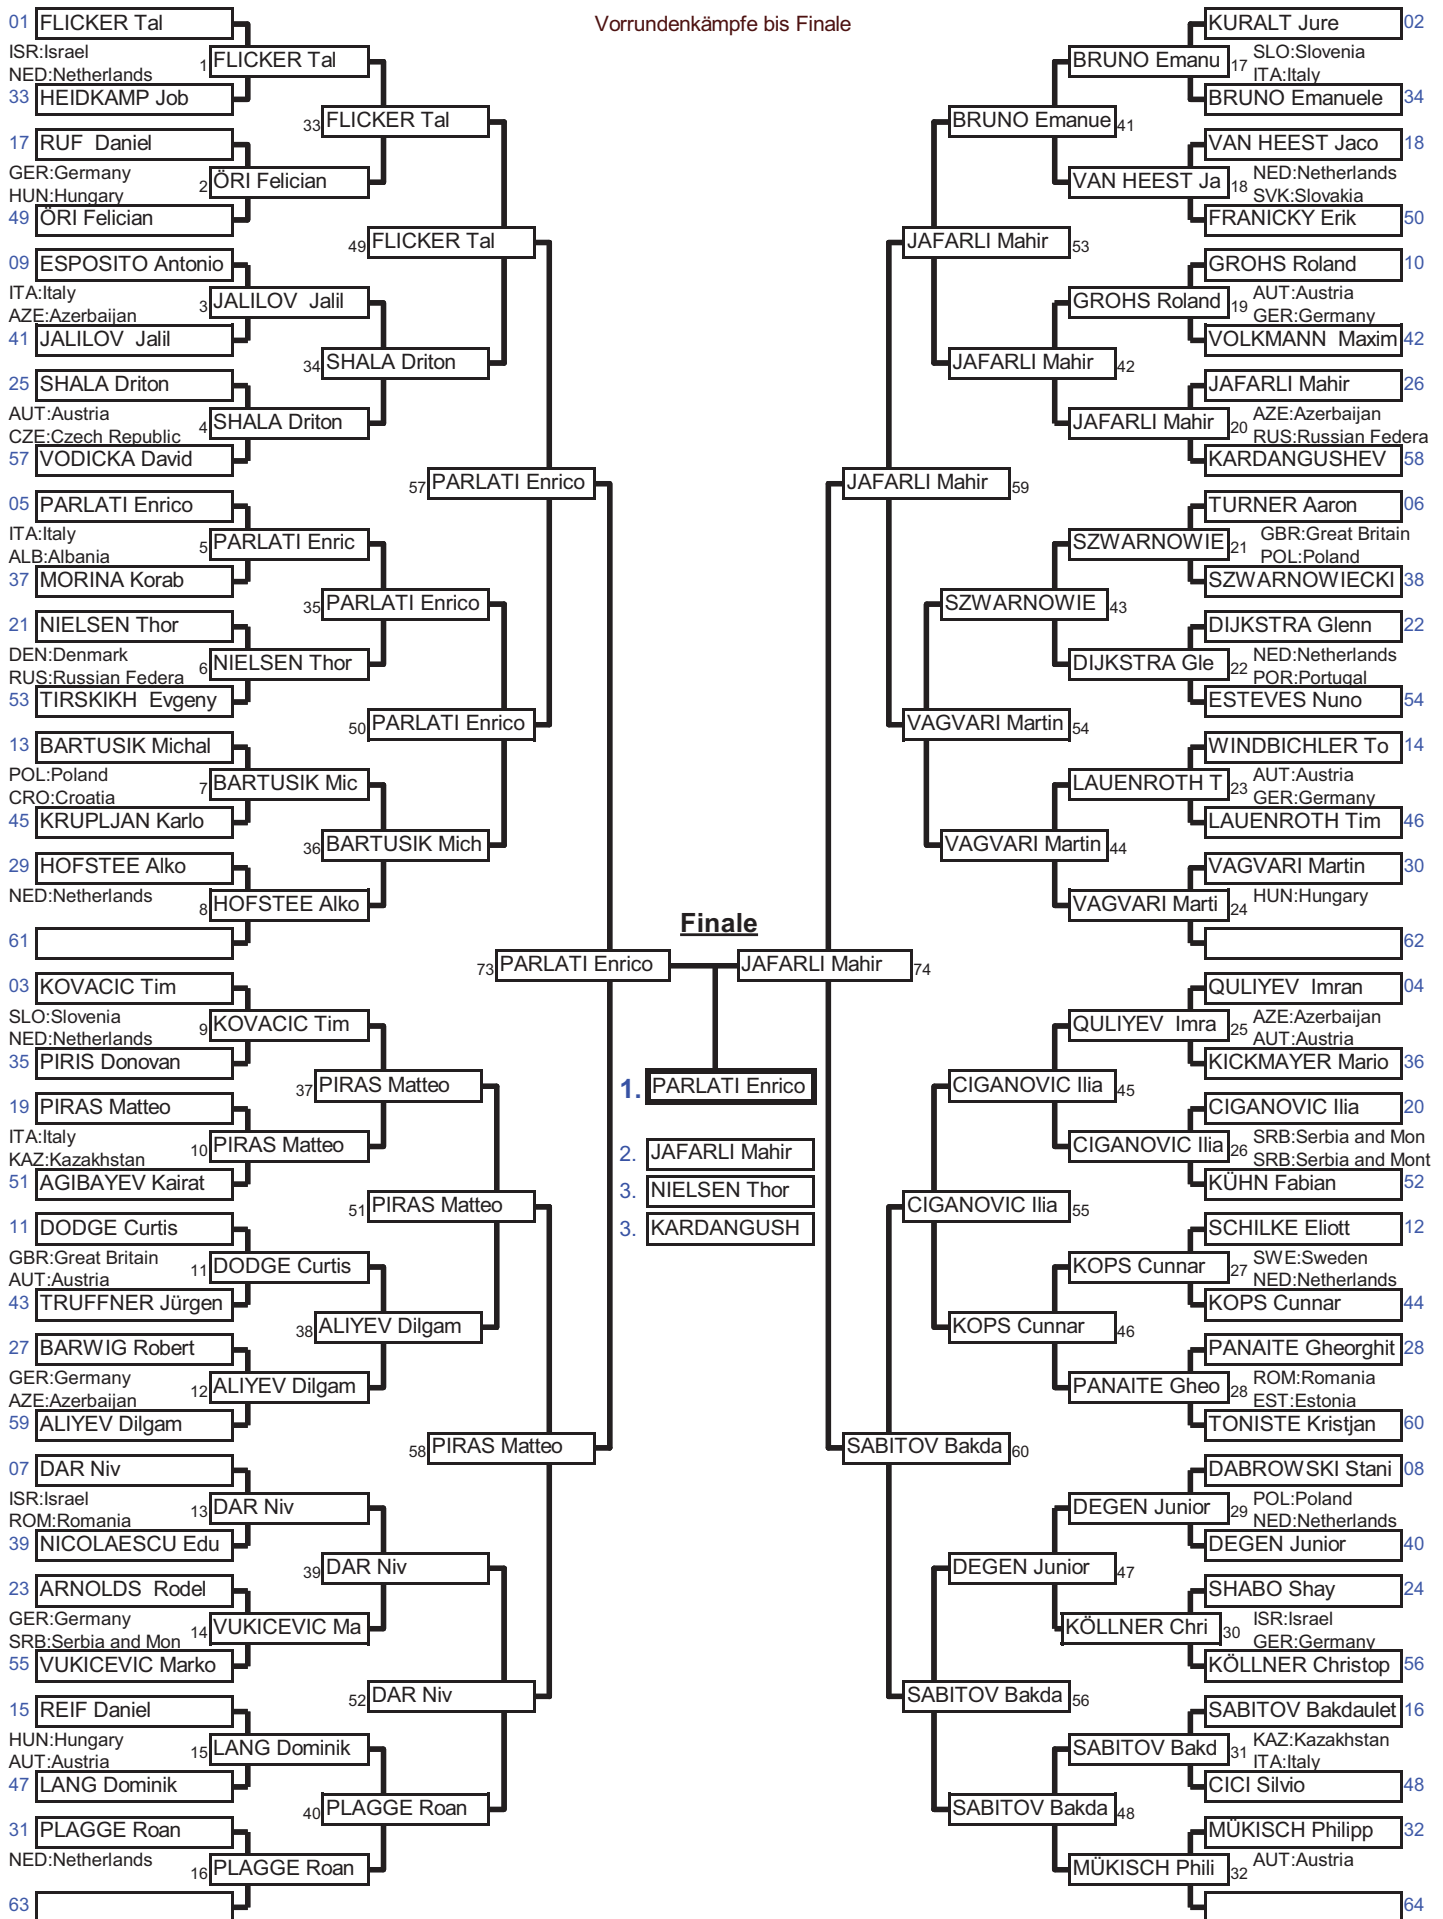 Vorrundenkämpfe bis Finale
01 FLICKER Tal
ISR:Israel
NED:Netherlands
1 FLICKER Tal
33 HEIDKAMP Job
33 FLICKER Tal
17 RUF  Daniel
GER:Germany
HUN:Hungary
2 ÖRI Felician
49 ÖRI Felician
49 FLICKER Tal
09 ESPOSITO Antonio
ITA:Italy
AZE:Azerbaijan
3 JALILOV  Jalil
41 JALILOV  Jalil
34 SHALA Driton
25 SHALA Driton
AUT:Austria
CZE:Czech Republic
4 SHALA Driton
57 VODICKA David
57 PARLATI Enrico
05 PARLATI Enrico
ITA:Italy
ALB:Albania
5 PARLATI Enric
37 MORINA Korab
35 PARLATI Enrico
21 NIELSEN Thor
DEN:Denmark
RUS:Russian Federa
6 NIELSEN Thor
53 TIRSKIKH  Evgeny
50 PARLATI Enrico
13 BARTUSIK Michal
POL:Poland
CRO:Croatia
7 BARTUSIK Mic
45 KRUPLJAN Karlo
36 BARTUSIK Mich
29 HOFSTEE Alko
NED:Netherlands
8 HOFSTEE Alko
61
73 PARLATI Enrico
03 KOVACIC Tim
SLO:Slovenia
NED:Netherlands
9 KOVACIC Tim
35 PIRIS Donovan
37 PIRAS Matteo
19 PIRAS Matteo
ITA:Italy
KAZ:Kazakhstan
10 PIRAS Matteo
51 AGIBAYEV Kairat
51 PIRAS Matteo
11 DODGE Curtis
GBR:Great Britain
AUT:Austria
11 DODGE Curtis
43 TRUFFNER Jürgen
38 ALIYEV Dilgam
27 BARWIG Robert
GER:Germany
AZE:Azerbaijan
12 ALIYEV Dilgam
59 ALIYEV Dilgam
58 PIRAS Matteo
07 DAR Niv
ISR:Israel
ROM:Romania
13 DAR Niv
39 NICOLAESCU Edu
39 DAR Niv
23 ARNOLDS  Rodel
GER:Germany
SRB:Serbia and Mon
14 VUKICEVIC Ma
55 VUKICEVIC Marko
52 DAR Niv
15 REIF Daniel
HUN:Hungary
AUT:Austria
15 LANG Dominik
47 LANG Dominik
40 PLAGGE Roan
31 PLAGGE Roan
NED:Netherlands
16 PLAGGE Roan
63
Finale
1. PARLATI Enrico
2. JAFARLI Mahir
3. NIELSEN Thor
3. KARDANGUSH
KURALT Jure 02
SLO:Slovenia
ITA:Italy
BRUNO Emanu 17
BRUNO Emanuele 34
BRUNO Emanue 41
VAN HEEST Jaco 18
NED:Netherlands
SVK:Slovakia
VAN HEEST Ja 18
FRANICKY Erik 50
JAFARLI Mahir 53
GROHS Roland 10
AUT:Austria
GER:Germany
GROHS Roland 19
VOLKMANN  Maxim 42
JAFARLI Mahir 42
JAFARLI Mahir 26
AZE:Azerbaijan
RUS:Russian Federa
JAFARLI Mahir 20
KARDANGUSHEV 58
JAFARLI Mahir 59
TURNER Aaron 06
GBR:Great Britain
POL:Poland
SZWARNOWIE 21
SZWARNOWIECKI 38
SZWARNOWIE 43
DIJKSTRA Glenn 22
NED:Netherlands
POR:Portugal
DIJKSTRA Gle 22
ESTEVES Nuno 54
VAGVARI Martin 54
WINDBICHLER To 14
AUT:Austria
GER:Germany
LAUENROTH T 23
LAUENROTH Tim 46
VAGVARI Martin 44
VAGVARI Martin 30
HUN:Hungary
VAGVARI Marti 24
62
JAFARLI Mahir 74
QULIYEV  Imran 04
AZE:Azerbaijan
AUT:Austria
QULIYEV  Imra 25
KICKMAYER Mario 36
CIGANOVIC Ilia 45
CIGANOVIC Ilia 20
SRB:Serbia and Mon
SRB:Serbia and Mont
CIGANOVIC Ilia 26
KÜHN Fabian 52
CIGANOVIC Ilia 55
SCHILKE Eliott 12
SWE:Sweden
NED:Netherlands
KOPS Cunnar 27
KOPS Cunnar 44
KOPS Cunnar 46
PANAITE Gheorghit 28
ROM:Romania
EST:Estonia
PANAITE Gheo 28
TONISTE Kristjan 60
SABITOV Bakda 60
DABROWSKI Stani 08
POL:Poland
NED:Netherlands
DEGEN Junior 29
DEGEN Junior 40
DEGEN Junior 47
SHABO Shay 24
ISR:Israel
GER:Germany
KÖLLNER Chri 30
KÖLLNER Christop 56
SABITOV Bakda 56
SABITOV Bakdaulet 16
KAZ:Kazakhstan
ITA:Italy
SABITOV Bakd 31
CICI Silvio 48
SABITOV Bakda 48
MÜKISCH Philipp 32
AUT:Austria
MÜKISCH Phili 32
64